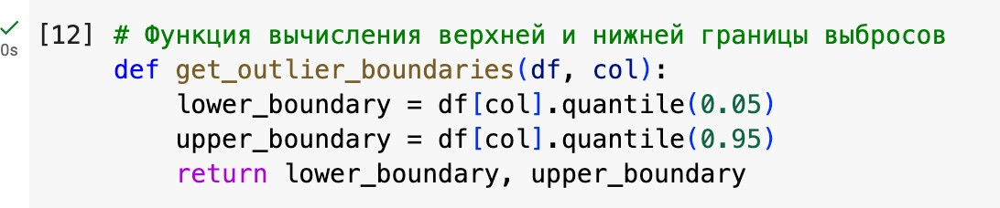 [12] # Функция вычисления верхней и нижней границы выбросов
0s
def get_outlier_boundaries(df, col):
    lower_boundary = df[col].quantile(0.05)
    upper_boundary = df[col].quantile(0.95)
    return lower_boundary, upper_boundary